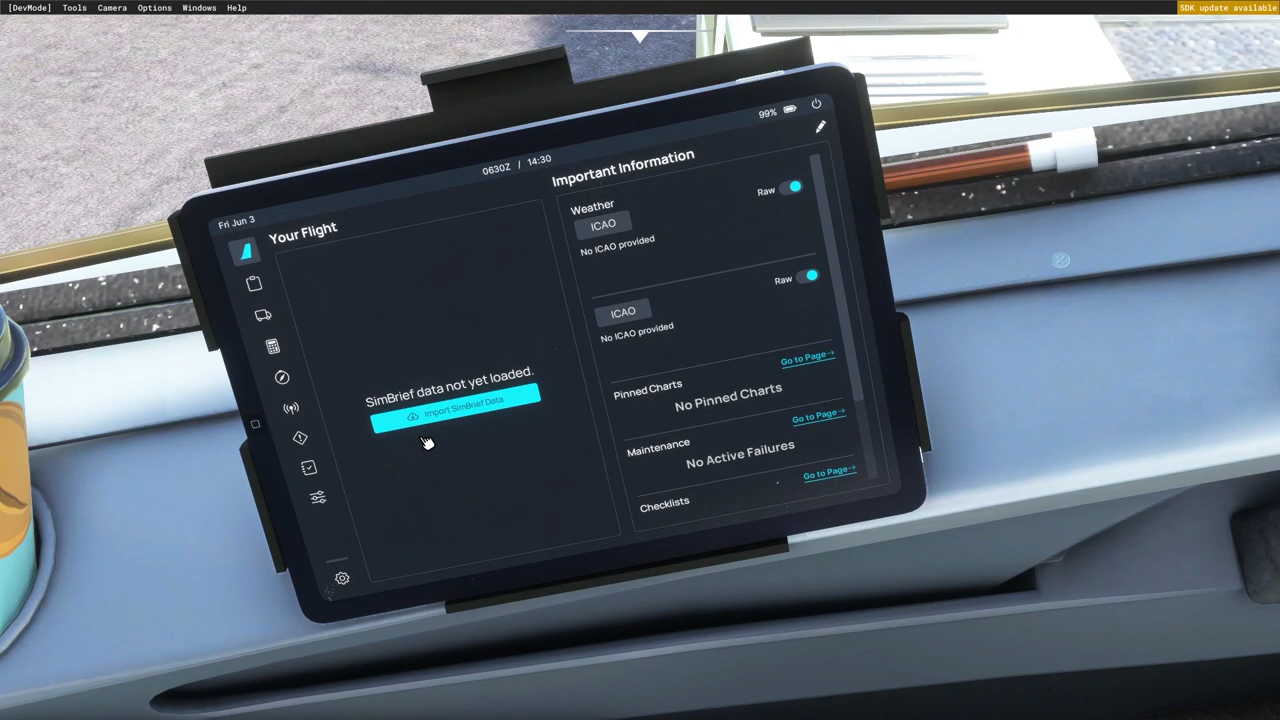 [DevMode] Tools Camera Options Windows Help
SDK update available
Fri Jun 3
0630Z / 14:30
99%
Your Flight
SimBrief data not yet loaded.
Import SimBrief Data
Important Information
Weather
Raw
ICAO
No ICAO provided
Raw
ICAO
No ICAO provided
Go to Page→
Pinned Charts
No Pinned Charts
Go to Page→
Maintenance
No Active Failures
Go to Page→
Checklists